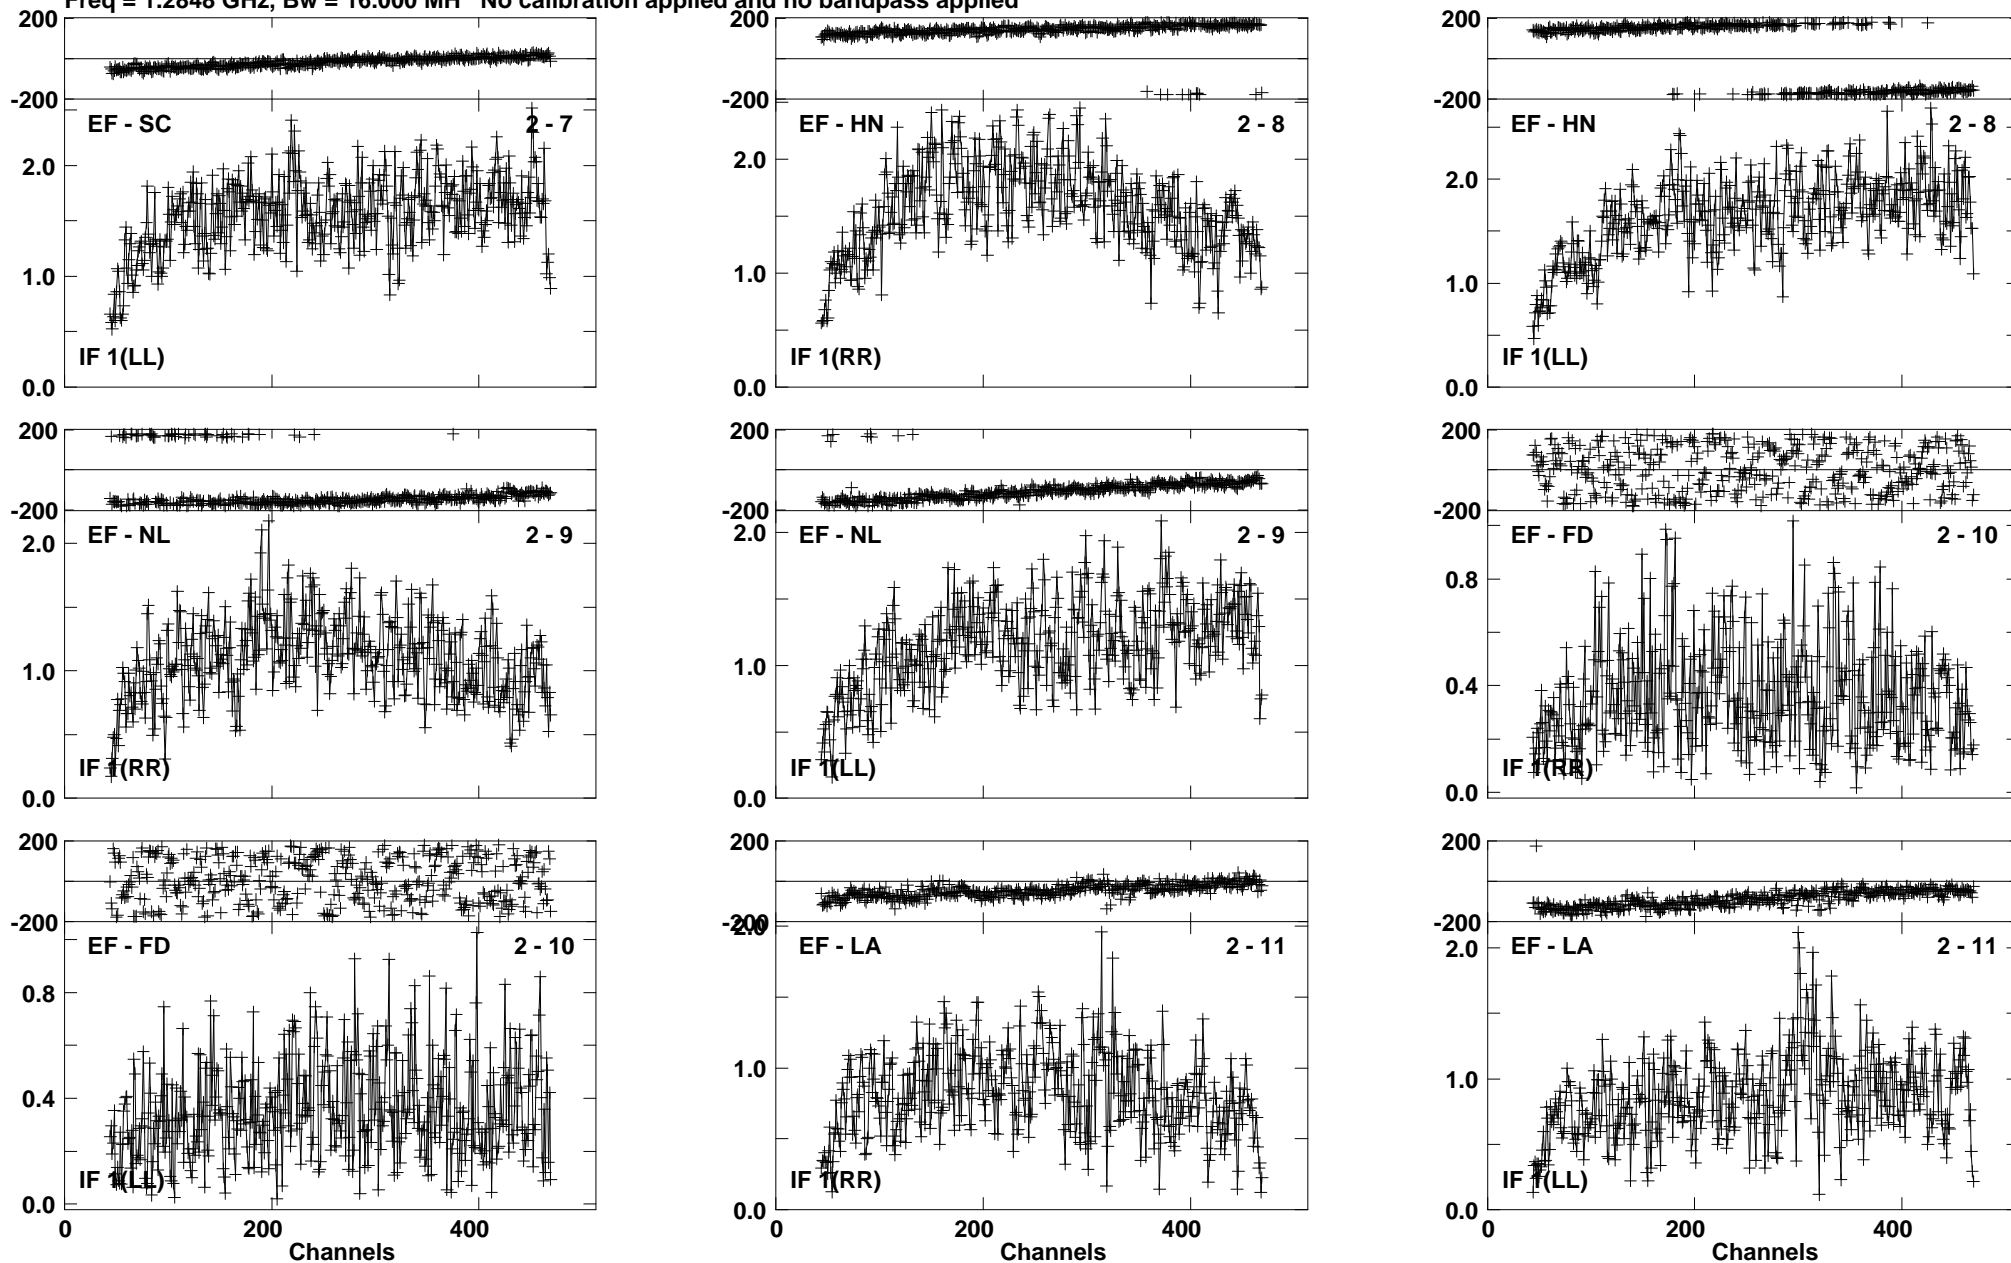 Freq = 1.2848 GHz, Bw = 16.000 MH No calibration applied and no bandpass applied
200
-200
EF - SC 2 - 7
2.0
1.0
IF 1(LL)
0.0
200
-200
EF - HN 2 - 8
2.0
1.0
IF 1(RR)
0.0
200
-200
EF - HN 2 - 8
2.0
1.0
IF 1(LL)
0.0
200
-200
EF - NL 2 - 9
2.0
1.0
IF 1(RR)
0.0
200
-200
EF - NL 2 - 9
2.0
1.0
IF 1(LL)
0.0
200
-200
EF - FD 2 - 10
0.8
0.4
IF 1(RR)
0.0
200
-200
EF - FD 2 - 10
0.8
0.4
IF 1(LL)
0.0
0 200 400
Channels
200
-200
2.0
EF - LA 2 - 11
1.0
IF 1(RR)
0.0
0 200 400
Channels
200
-200
EF - LA 2 - 11
2.0
1.0
IF 1(LL)
0.0
0 200 400
Channels